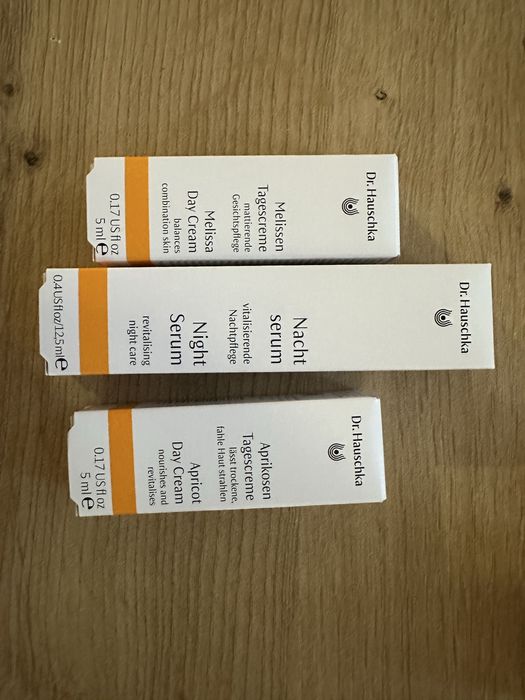 Dr. Hauschka
Melissen
Tagescreme
mattierende
Gesichtspflege
Melissa
Day Cream
balances
combination skin
0.17 US fl oz
5 ml e
Dr. Hauschka
Nacht
serum
vitalisierende
Nachtpflege
Night
Serum
revitalising
night care
0.4 US fl oz/12,5 ml e
Dr. Hauschka
Aprikosen
Tagescreme
lässt trockene,
fahle Haut strahlen
Apricot
Day Cream
nourishes and
revitalises
0.17 US fl oz
5 ml e